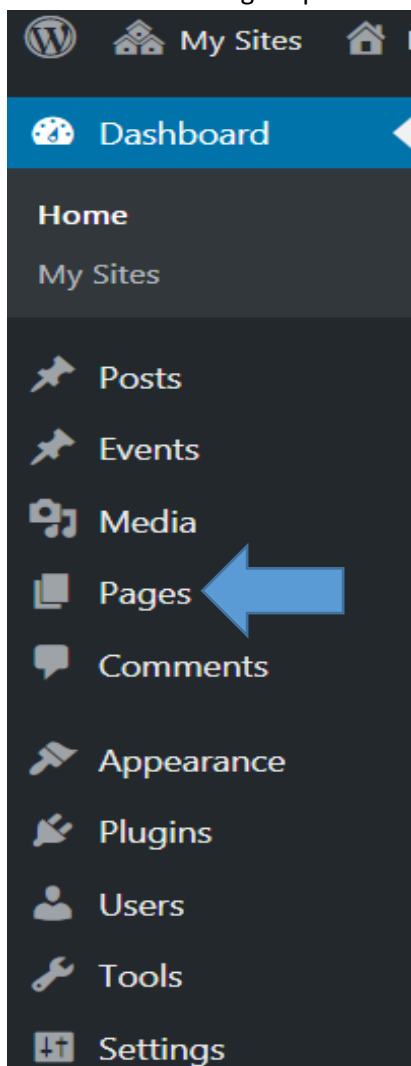 My Sites
Dashboard
Home
My Sites
Posts
Events
Media
Pages
Comments
Appearance
Plugins
Users
Tools
Settings